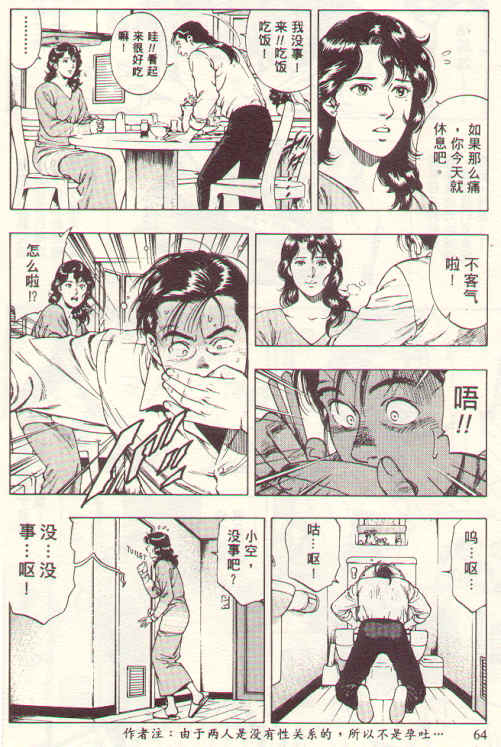 如果那么痛
，你今天就
休息吧。
我没事！
来!!吃饭
吃饭！
哇!!看起
来很好吃
嘛！
………
不客气
啦！
唔!!
怎么啦!?
呜…呕…
咕…呕！
小空，
没事吧？
没…没
事…呕！
作者注：由于两人是没有性关系的，所以不是孕吐…
64